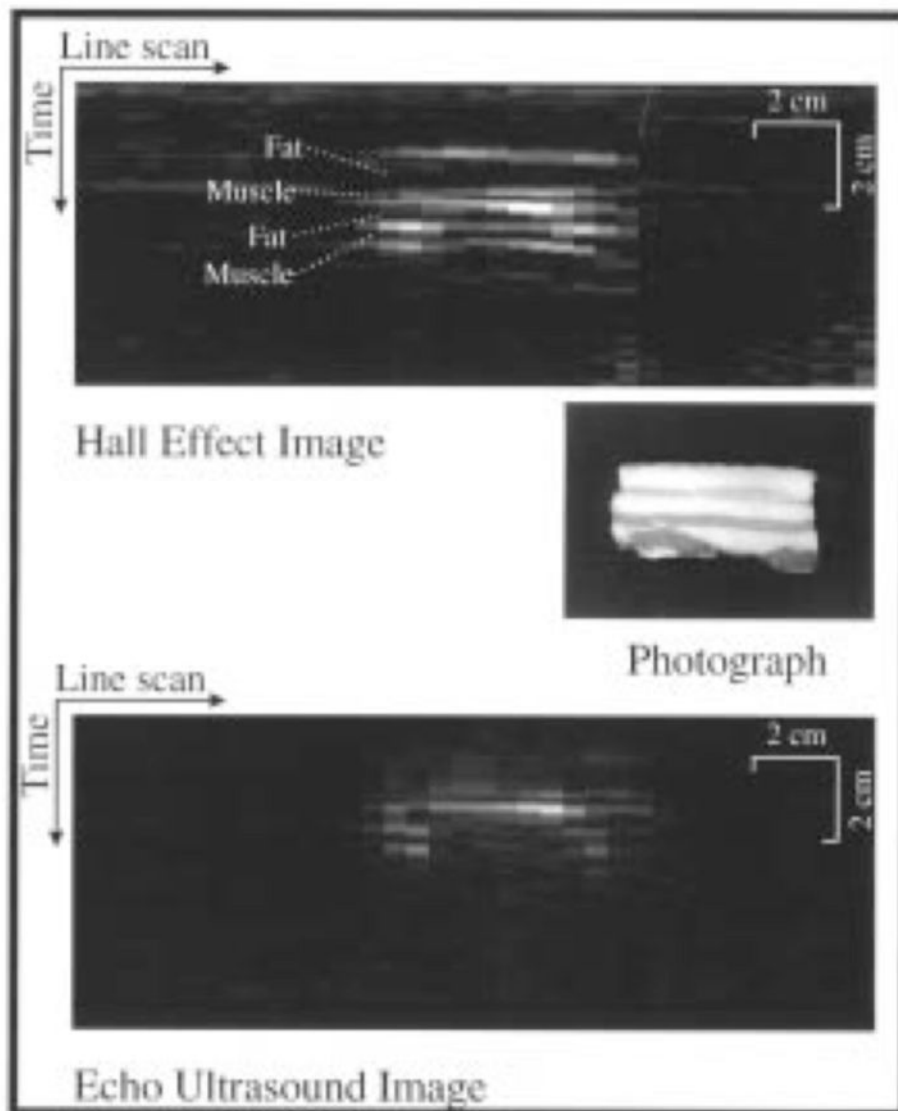 Line scan
Time
2 cm
2 cm
Fat
Muscle
Fat
Muscle
Hall Effect Image
Photograph
Line scan
Time
2 cm
2 cm
Echo Ultrasound Image